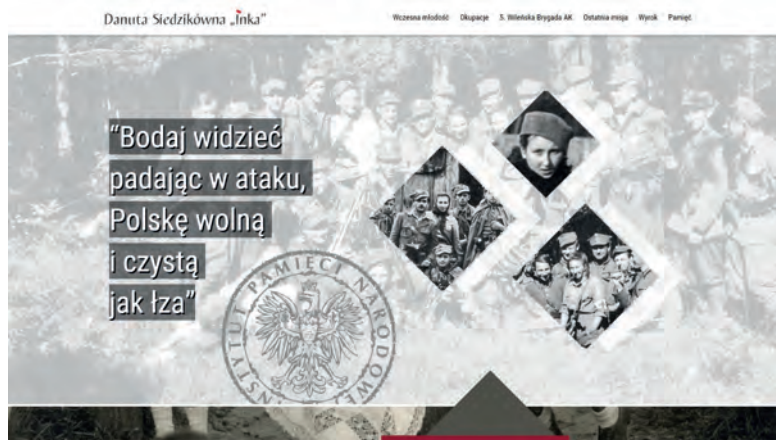 Danuta Siedzikówna „Inka”
Wczesna młodość Okupacje 5. Wileńska Brygada AK Ostatnia misja Wyrok Pamięć
“Bodaj widzieć
padając w ataku,
Polskę wolną
i czystą
jak łza”
INSTYTUT PAMIĘCI NARODOWEJ